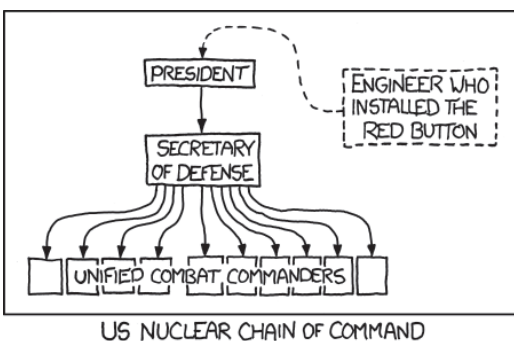 PRESIDENT
ENGINEER WHO
INSTALLED THE
RED BUTTON
SECRETARY
OF DEFENSE
UNIFIED COMBAT COMMANDERS
US NUCLEAR CHAIN OF COMMAND